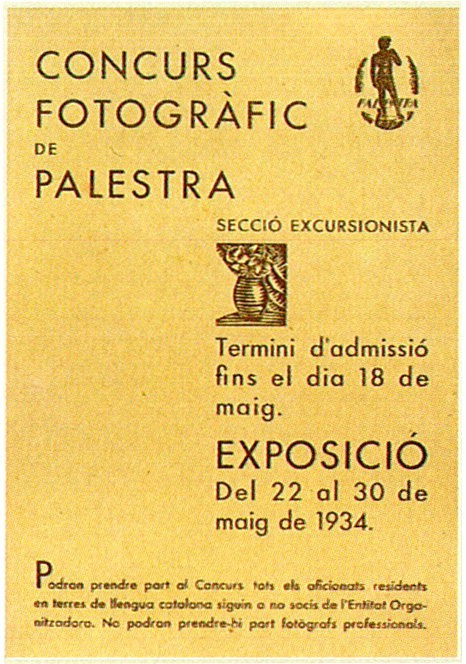 CONCURS
FOTOGRÀFIC
DE
PALESTRA
PALESTRA
SECCIÓ EXCURSIONISTA
Termini d'admissió
fins el dia 18 de
maig.
EXPOSICIÓ
Del 22 al 30 de
maig de 1934.
Podran prendre part al Concurs tots els aficionats residents
en terres de llengua catalana siguin o no socis de l'Entitat Orga-
nitzadora. No podran prendre-hi part fotògrafs professionals.